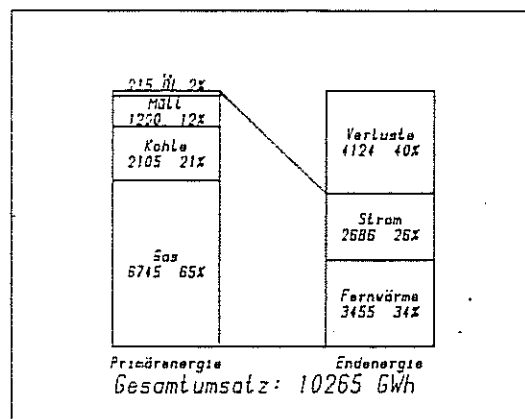 215 Öl 2%
Müll
1200 12%
Kohle
2105 21%
Gas
6745 65%
Verluste
4124 40%
Strom
2686 26%
Fernwärme
3455 34%
Primärenergie
Endenergie
Gesamtumsatz: 10265 GWh